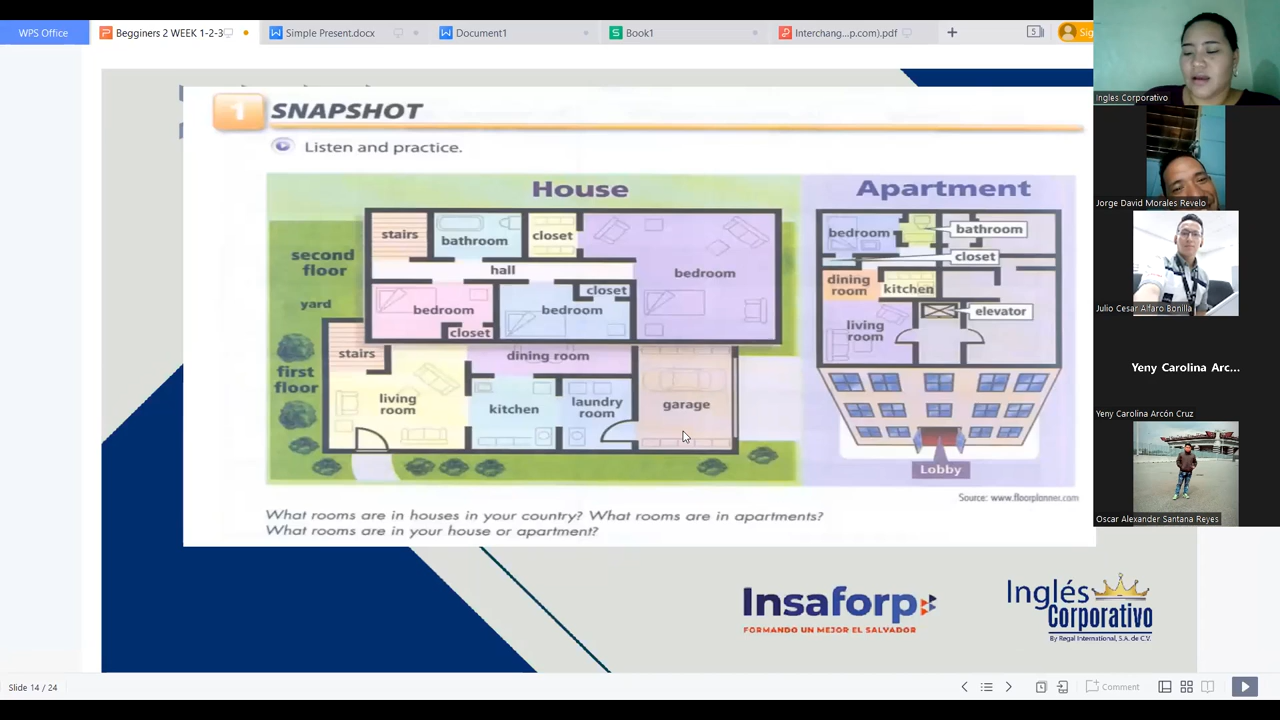 WPS Office
Begginers 2 WEEK 1-2-3
Simple Present.docx
Document1
Book1
Interchang...p.com).pdf
5
Sig
Ingles Corporativo
Jorge David Morales Revelo
Julio Cesar Alfaro Bonilla
Yeny Carolina Arc...
Yeny Carolina Arcón Cruz
Oscar Alexander Santana Reyes
1 SNAPSHOT
Listen and practice.
House
second floor
yard
first floor
stairs
bathroom
closet
hall
bedroom
bedroom
closet
bedroom
closet
stairs
dining room
living room
kitchen
laundry room
garage
Apartment
bedroom
bathroom
closet
dining room
kitchen
elevator
living room
Lobby
Source: www.floorplanner.com
What rooms are in houses in your country? What rooms are in apartments?
What rooms are in your house or apartment?
Insaforp
FORMANDO UN MEJOR EL SALVADOR
Inglés
Corporativo
By Regal International, S.A. de C.V.
Slide 14 / 24
Comment